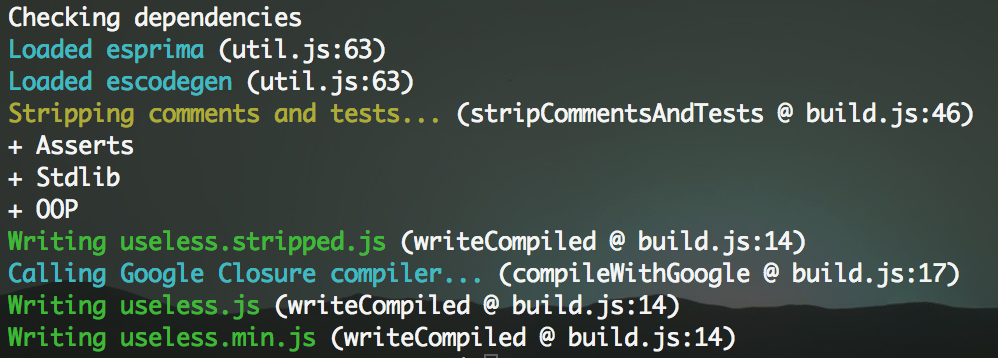 Checking dependencies
Loaded esprima (util.js:63)
Loaded escodegen (util.js:63)
Stripping comments and tests... (stripCommentsAndTests @ build.js:46)
+ Asserts
+ Stdlib
+ OOP
Writing useless.stripped.js (writeCompiled @ build.js:14)
Calling Google Closure compiler... (compileWithGoogle @ build.js:17)
Writing useless.js (writeCompiled @ build.js:14)
Writing useless.min.js (writeCompiled @ build.js:14)